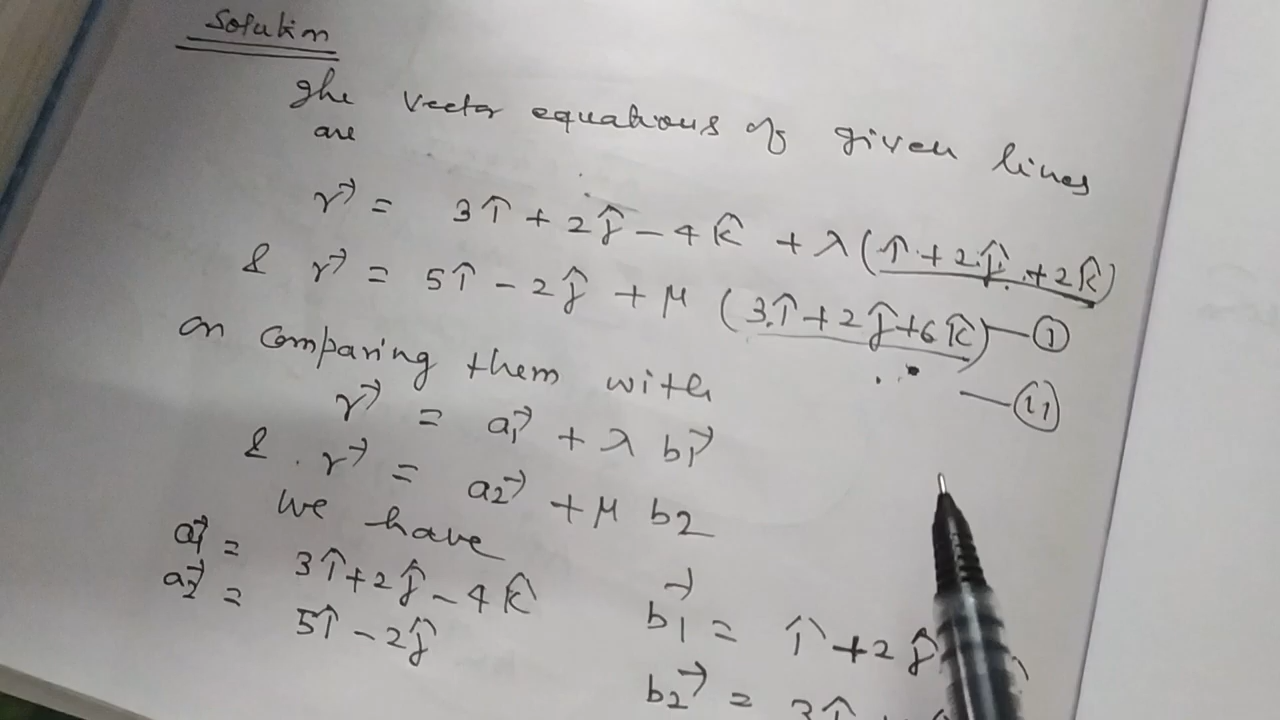 Solution
The vector equations of given lines
are
r⃗ = 3î + 2ĵ - 4k̂ + λ(î + 2ĵ + 2k̂)
& r⃗ = 5î - 2ĵ + μ (3î + 2ĵ + 6k̂) — (i)
— (ii)
on comparing them with
r⃗ = a₁⃗ + λ b₁⃗
& r⃗ = a₂⃗ + μ b₂
we have
a₁⃗ = 3î + 2ĵ - 4k̂
a₂⃗ = 5î - 2ĵ
b₁⃗ = î + 2ĵ
b₂⃗ = 3î